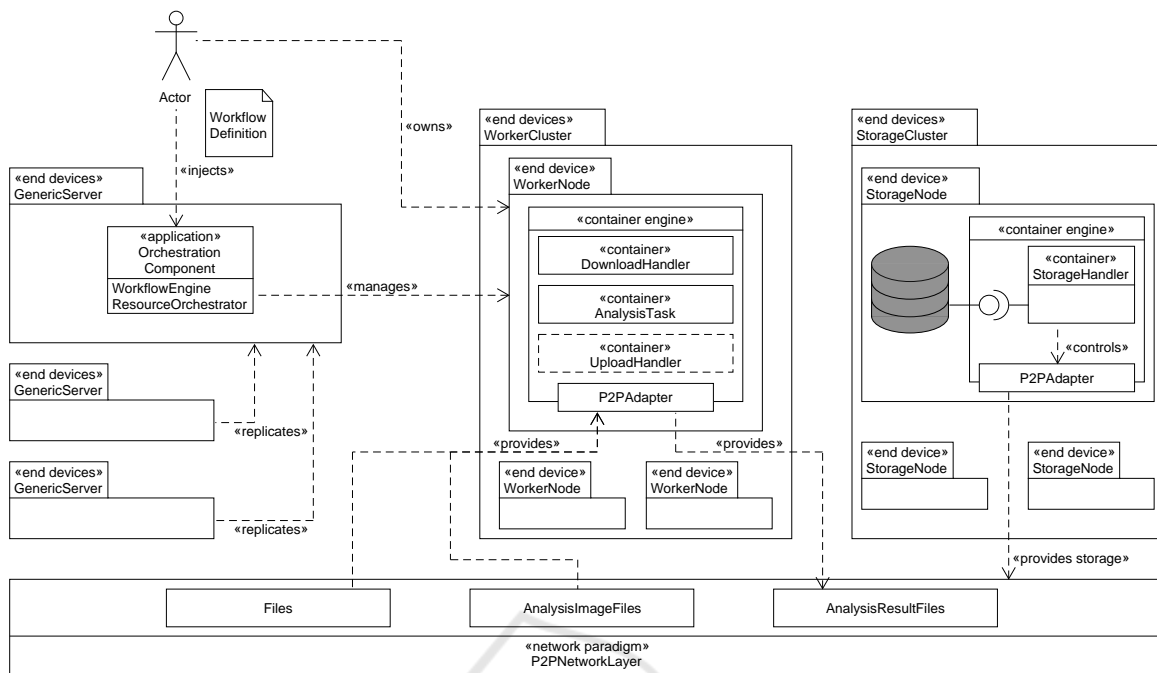 Actor
Workflow
Definition
«injects»
«owns»
«end devices»
GenericServer
«application»
Orchestration
Component
WorkflowEngine
ResourceOrchestrator
«manages»
«end devices»
GenericServer
«replicates»
«end devices»
GenericServer
«replicates»
«end devices»
WorkerCluster
«end device»
WorkerNode
«container engine»
«container»
DownloadHandler
«container»
AnalysisTask
«container»
UploadHandler
P2PAdapter
«provides»
«provides»
«end device»
WorkerNode
«end device»
WorkerNode
«end devices»
StorageCluster
«end device»
StorageNode
«container engine»
«container»
StorageHandler
«controls»
P2PAdapter
«end device»
StorageNode
«end device»
StorageNode
«provides storage»
Files
AnalysisImageFiles
AnalysisResultFiles
«network paradigm»
P2PNetworkLayer